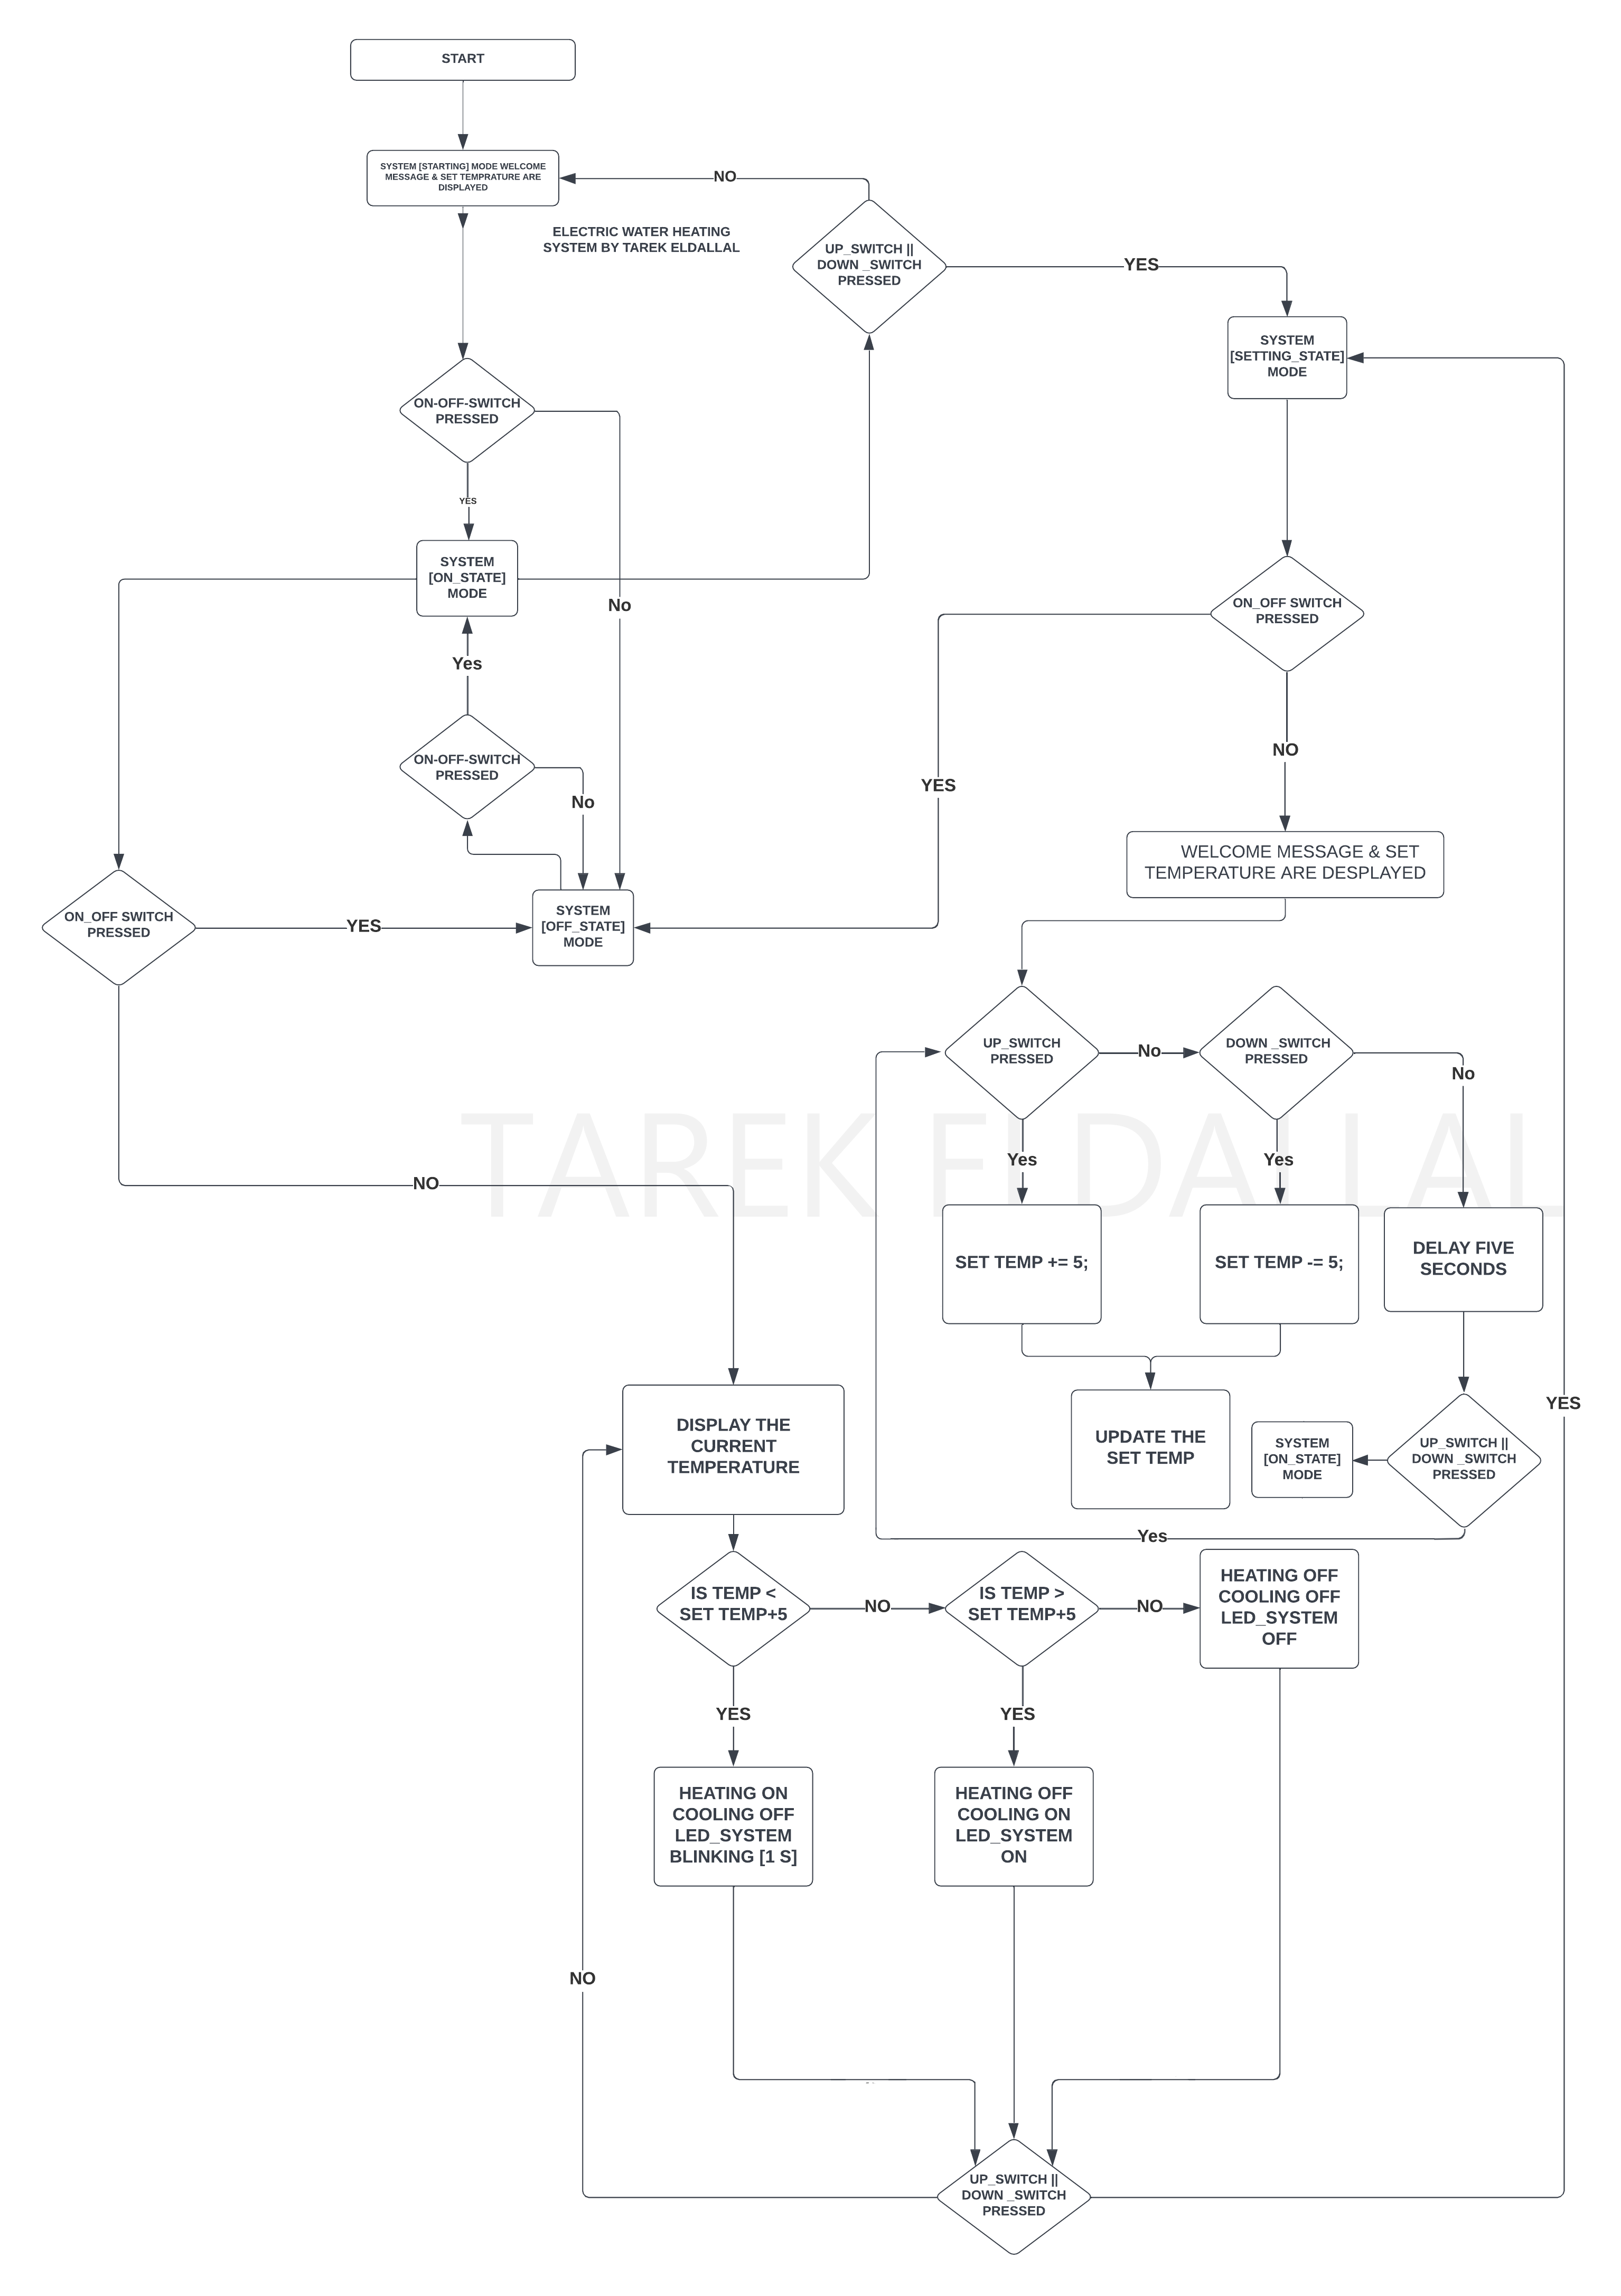 START
SYSTEM [STARTING] MODE WELCOME
MESSAGE & SET TEMPRATURE ARE
DISPLAYED
NO
ELECTRIC WATER HEATING
SYSTEM BY TAREK ELDALLAL
UP_SWITCH ||
DOWN _SWITCH
PRESSED
YES
SYSTEM
[SETTING_STATE]
MODE
ON-OFF-SWITCH
PRESSED
YES
SYSTEM
[ON_STATE]
MODE
No
ON_OFF SWITCH
PRESSED
Yes
ON-OFF-SWITCH
PRESSED
No
NO
YES
WELCOME MESSAGE & SET
TEMPERATURE ARE DESPLAYED
ON_OFF SWITCH
PRESSED
YES
SYSTEM
[OFF_STATE]
MODE
UP_SWITCH
PRESSED
No
DOWN _SWITCH
PRESSED
No
TAREK ELDALLAL
Yes
Yes
NO
SET TEMP += 5;
SET TEMP -= 5;
DELAY FIVE
SECONDS
YES
DISPLAY THE
CURRENT
TEMPERATURE
UPDATE THE
SET TEMP
SYSTEM
[ON_STATE]
MODE
UP_SWITCH ||
DOWN _SWITCH
PRESSED
Yes
IS TEMP <
SET TEMP+5
NO
IS TEMP >
SET TEMP+5
NO
HEATING OFF
COOLING OFF
LED_SYSTEM
OFF
YES
YES
HEATING ON
COOLING OFF
LED_SYSTEM
BLINKING [1 S]
HEATING OFF
COOLING ON
LED_SYSTEM
ON
NO
UP_SWITCH ||
DOWN _SWITCH
PRESSED